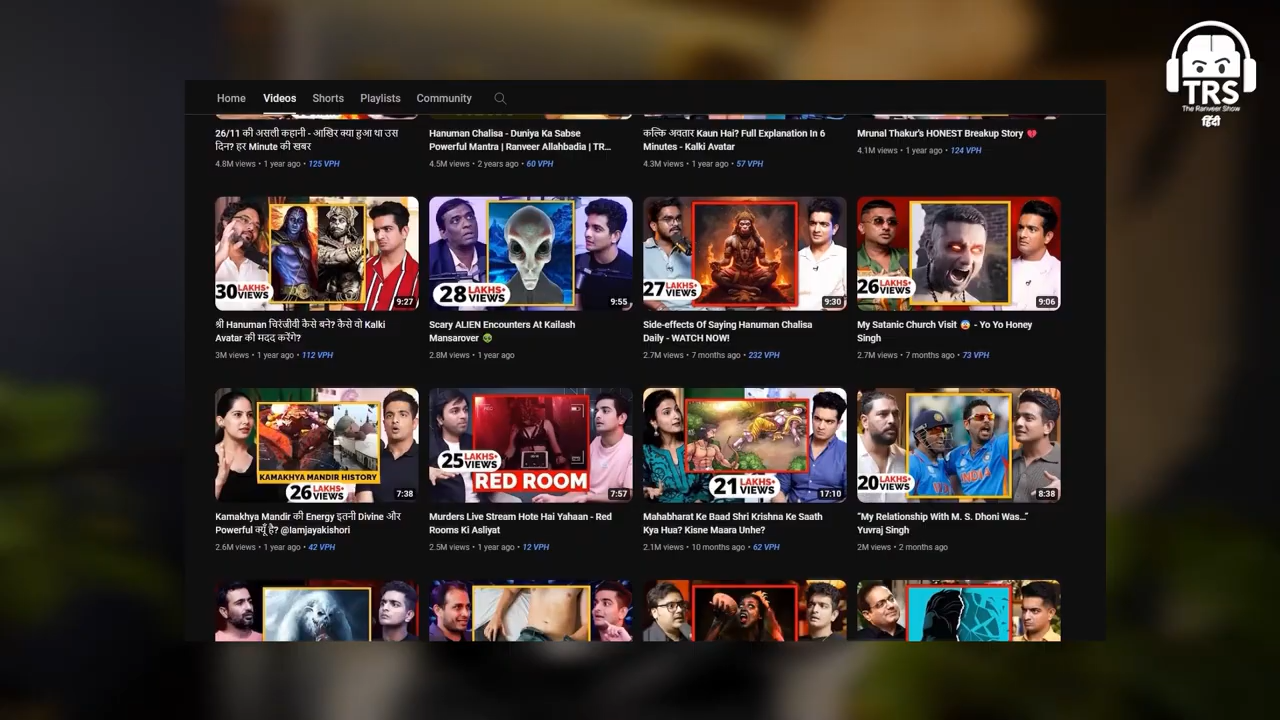 TRS
The Ranveer Show
हिंदी
Home Videos Shorts Playlists Community
26/11 की असली कहानी - आखिर क्या हुआ था उस
दिन? हर Minute की खबर
4.8M views • 1 year ago • 125 VPH
Hanuman Chalisa - Duniya Ka Sabse
Powerful Mantra | Ranveer Allahbadia | TR...
4.5M views • 2 years ago • 60 VPH
कल्कि अवतार Kaun Hai? Full Explanation In 6
Minutes - Kalki Avatar
4.3M views • 1 year ago • 57 VPH
Mrunal Thakur's HONEST Breakup Story 💔
4.1M views • 1 year ago • 124 VPH
30 LAKHS+
VIEWS
9:27
श्री Hanuman चिरंजीवी कैसे बने? कैसे वो Kalki
Avatar की मदद करेंगे?
3M views • 1 year ago • 112 VPH
28 LAKHS+
VIEWS
9:55
Scary ALIEN Encounters At Kailash
Mansarover 👽
2.8M views • 1 year ago
27 LAKHS+
VIEWS
9:30
Side-effects Of Saying Hanuman Chalisa
Daily - WATCH NOW!
2.7M views • 7 months ago • 232 VPH
26 LAKHS+
VIEWS
9:06
My Satanic Church Visit 😨 - Yo Yo Honey
Singh
2.7M views • 7 months ago • 73 VPH
KAMAKHYA MANDIR HISTORY
26 LAKHS+
VIEWS
7:38
Kamakhya Mandir की Energy इतनी Divine और
Powerful क्यूँ है? @Iamjayakishori
2.6M views • 1 year ago • 42 VPH
25 LAKHS+
VIEWS
RED ROOM
7:57
Murders Live Stream Hote Hai Yahaan - Red
Rooms Ki Asliyat
2.5M views • 1 year ago • 12 VPH
21 LAKHS+
VIEWS
17:10
Mahabharat Ke Baad Shri Krishna Ke Saath
Kya Hua? Kisne Maara Unhe?
2.1M views • 10 months ago • 62 VPH
INDIA
20 LAKHS+
VIEWS
8:38
“My Relationship With M. S. Dhoni Was...”
Yuvraj Singh
2M views • 2 months ago